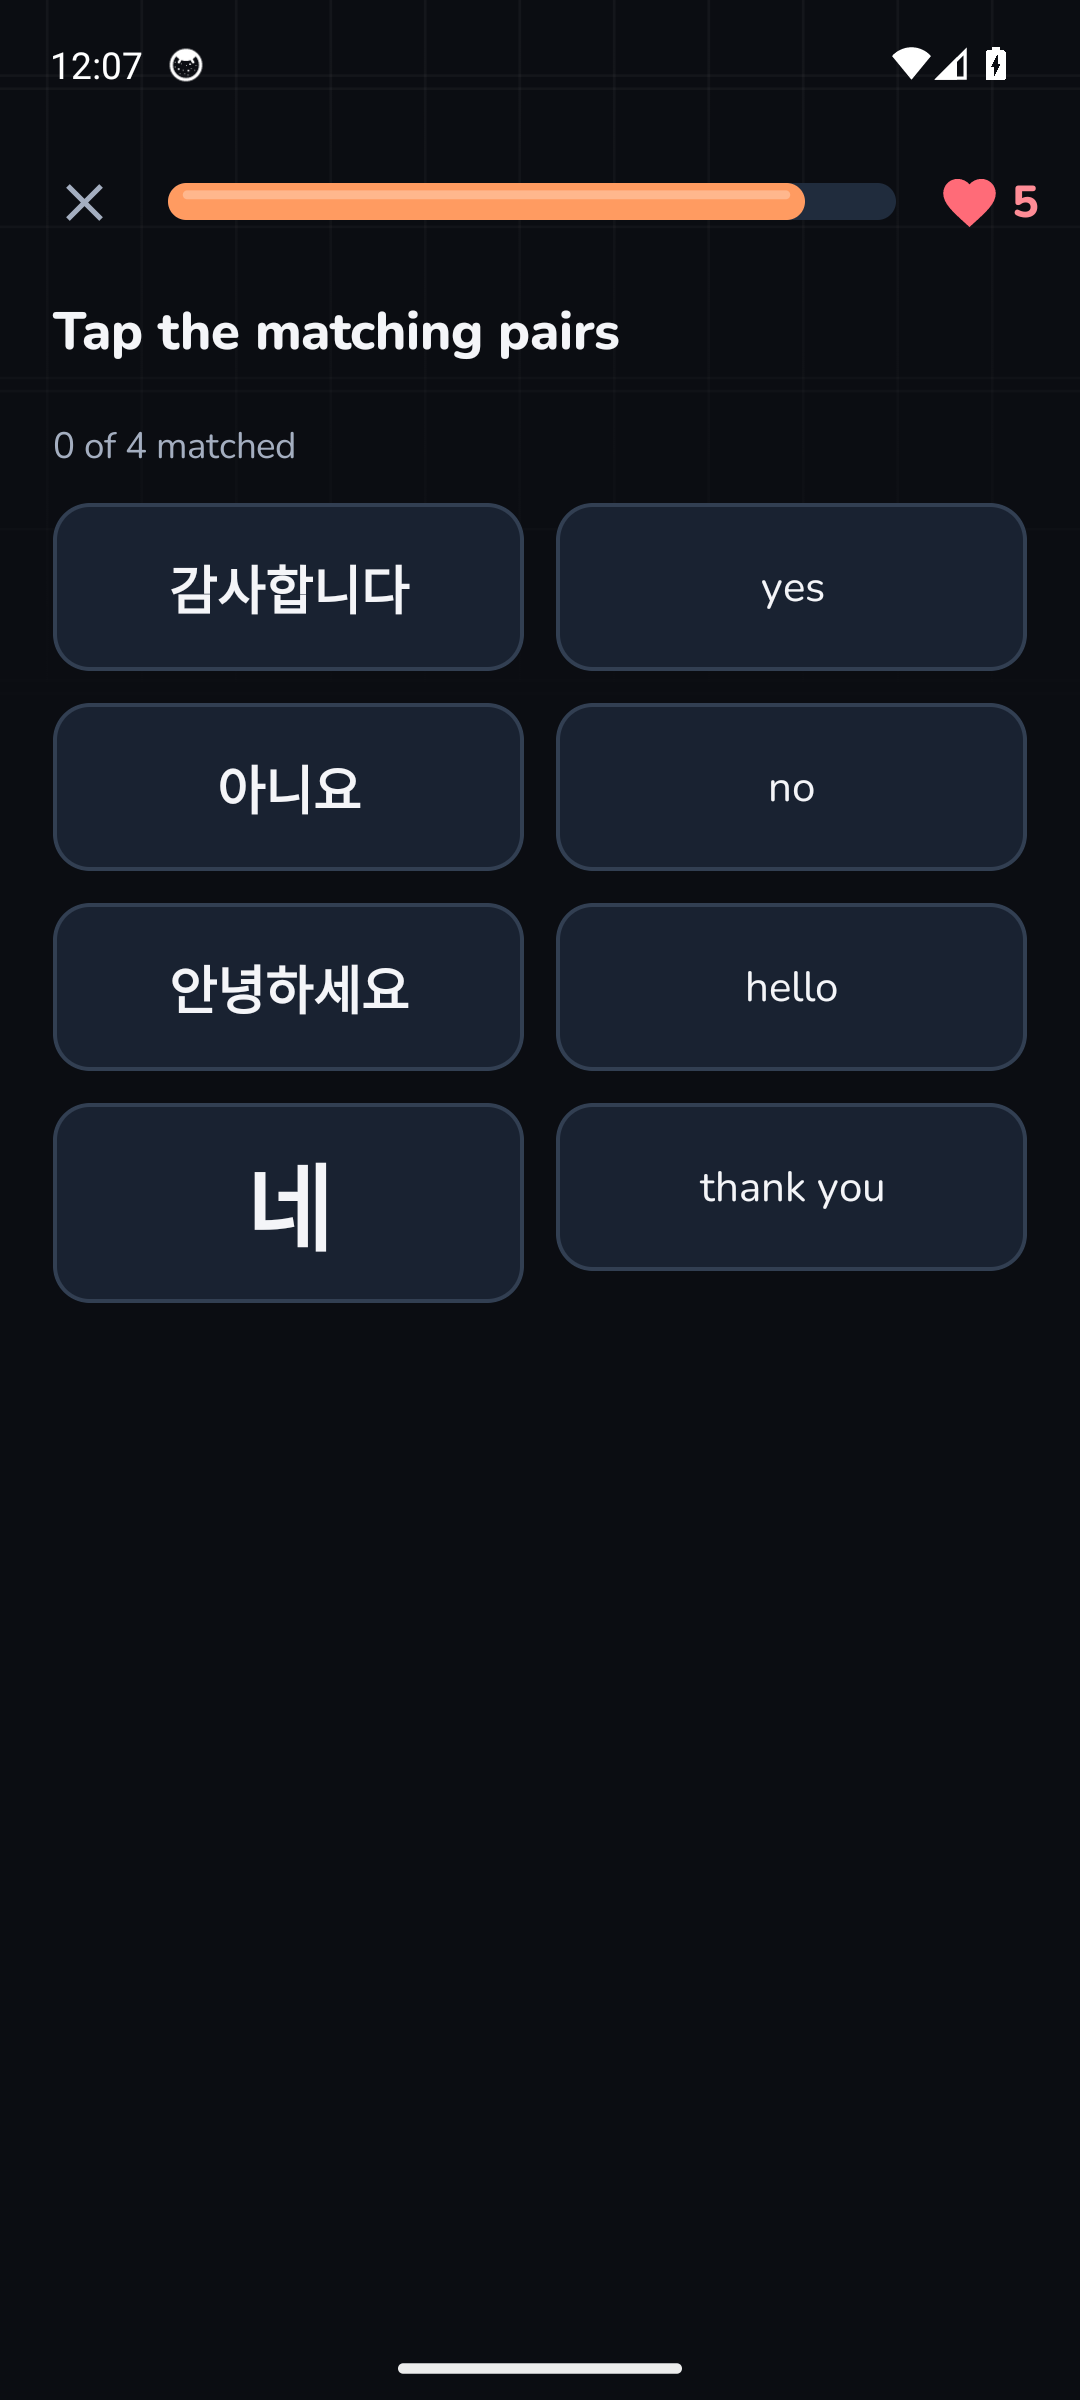 12:07
5
Tap the matching pairs
0 of 4 matched
감사합니다
yes
아니요
no
안녕하세요
hello
네
thank you